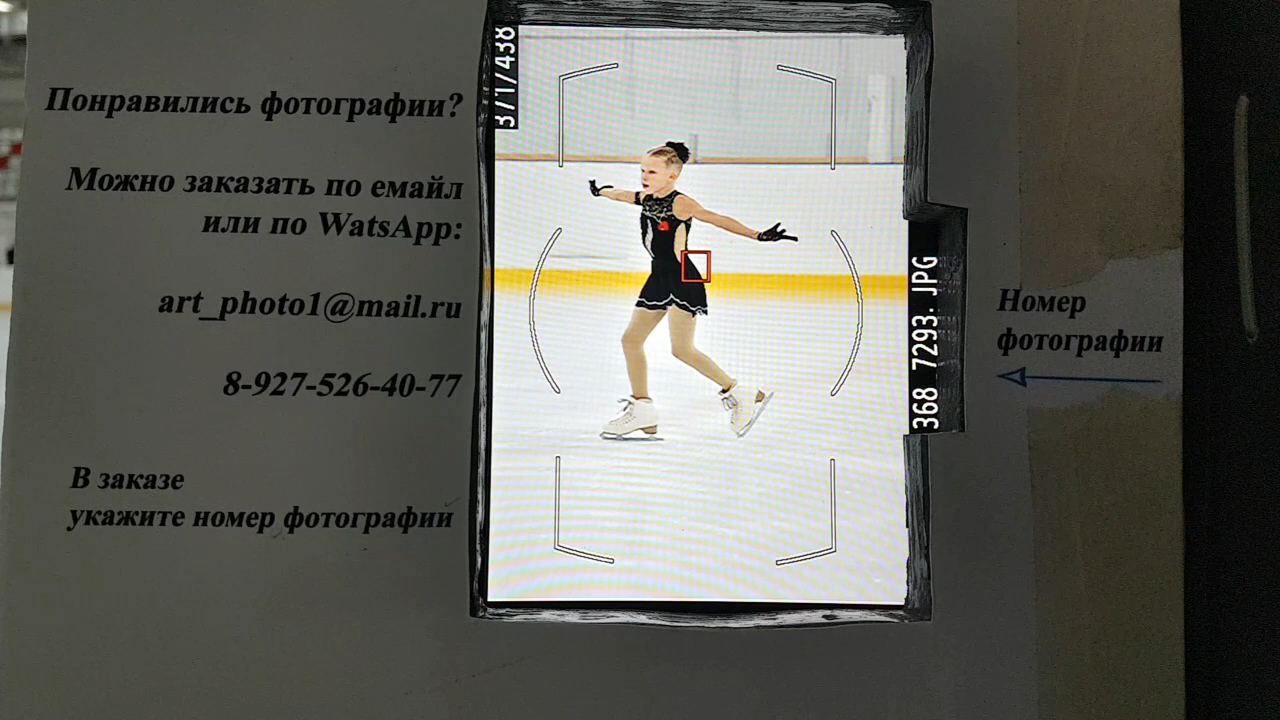 Понравились фотографии?
Можно заказать по емайл
или по WatsApp:
art_photo1@mail.ru
8-927-526-40-77
В заказе
укажите номер фотографии
371/438
368 7293.JPG
Номер
фотографии